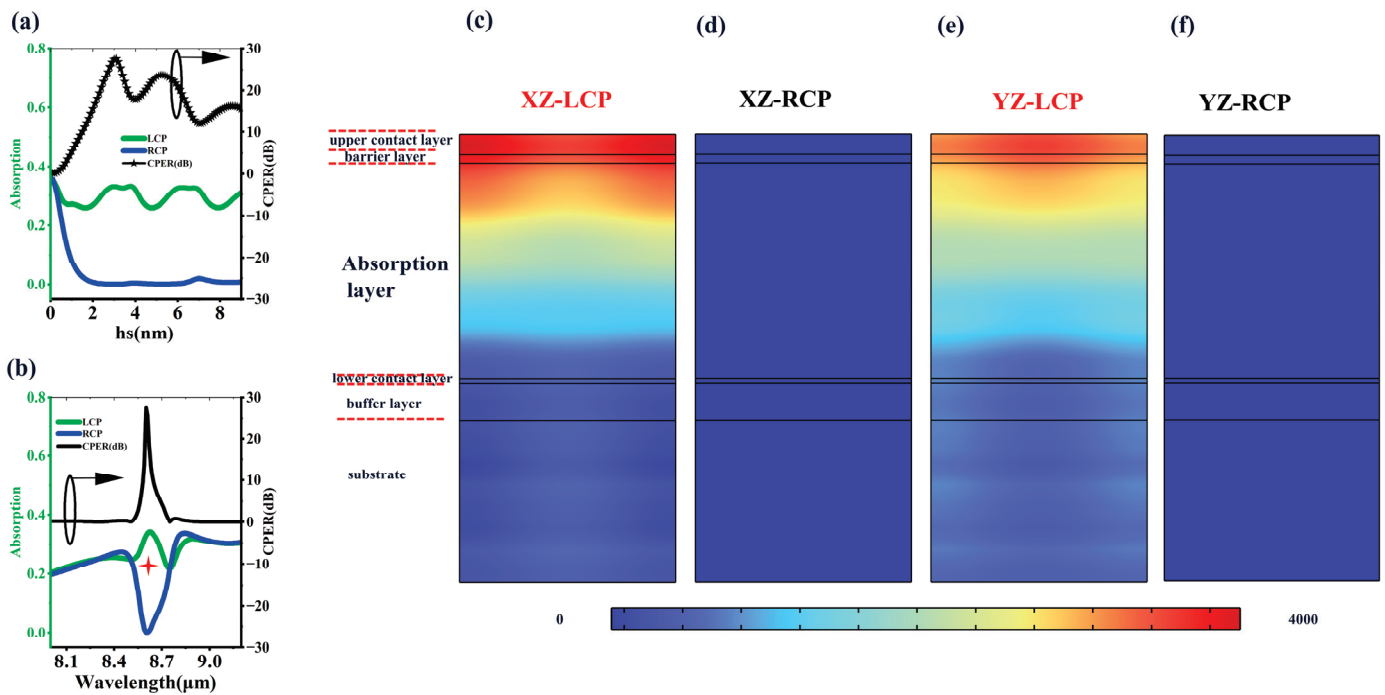 (a)
0.8
0.6
0.4
0.2
0.0
Absorption
30
20
10
0
−10
−20
−30
CPER(dB)
LCP
RCP
CPER(dB)
0 2 4 6 8
hs(nm)
(b)
0.8
0.6
0.4
0.2
0.0
Absorption
30
20
10
0
−10
−20
−30
CPER(dB)
LCP
RCP
CPER(dB)
8.1 8.4 8.7 9.0
Wavelength(μm)
(c) (d) (e) (f)
XZ-LCP XZ-RCP YZ-LCP YZ-RCP
upper contact layer
barrier layer
Absorption
layer
lower contact layer
buffer layer
substrate
0 4000